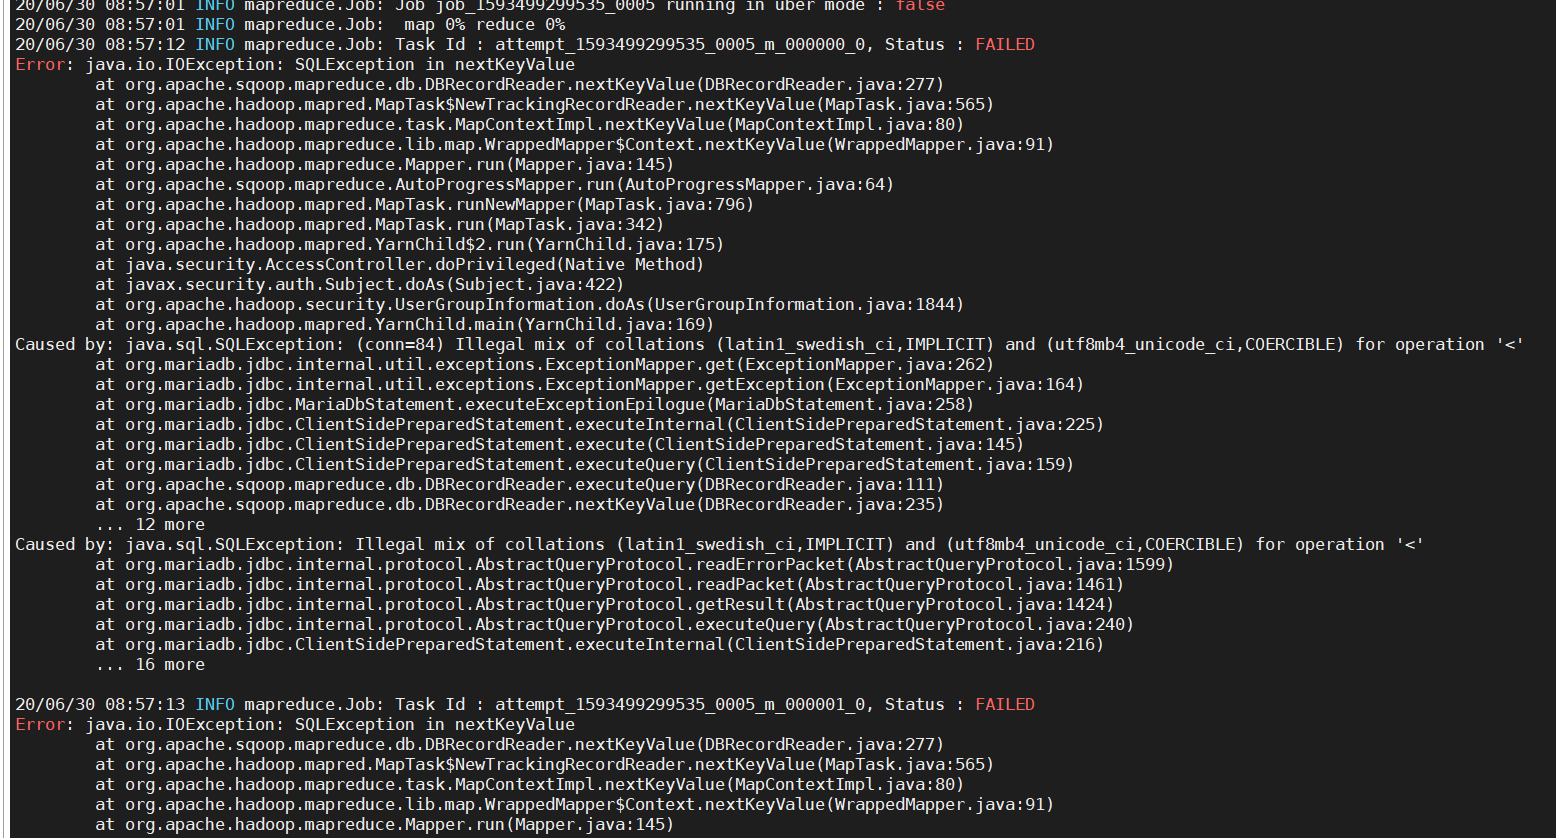 20/06/30 08:57:01 INFO mapreduce.Job: Job job_1593499299535_0005 running in uber mode : false
20/06/30 08:57:01 INFO mapreduce.Job:  map 0% reduce 0%
20/06/30 08:57:12 INFO mapreduce.Job: Task Id : attempt_1593499299535_0005_m_000000_0, Status : FAILED
Error: java.io.IOException: SQLException in nextKeyValue
        at org.apache.sqoop.mapreduce.db.DBRecordReader.nextKeyValue(DBRecordReader.java:277)
        at org.apache.hadoop.mapred.MapTask$NewTrackingRecordReader.nextKeyValue(MapTask.java:565)
        at org.apache.hadoop.mapreduce.task.MapContextImpl.nextKeyValue(MapContextImpl.java:80)
        at org.apache.hadoop.mapreduce.lib.map.WrappedMapper$Context.nextKeyValue(WrappedMapper.java:91)
        at org.apache.hadoop.mapreduce.Mapper.run(Mapper.java:145)
        at org.apache.sqoop.mapreduce.AutoProgressMapper.run(AutoProgressMapper.java:64)
        at org.apache.hadoop.mapred.MapTask.runNewMapper(MapTask.java:796)
        at org.apache.hadoop.mapred.MapTask.run(MapTask.java:342)
        at org.apache.hadoop.mapred.YarnChild$2.run(YarnChild.java:175)
        at java.security.AccessController.doPrivileged(Native Method)
        at javax.security.auth.Subject.doAs(Subject.java:422)
        at org.apache.hadoop.security.UserGroupInformation.doAs(UserGroupInformation.java:1844)
        at org.apache.hadoop.mapred.YarnChild.main(YarnChild.java:169)
Caused by: java.sql.SQLException: (conn=84) Illegal mix of collations (latin1_swedish_ci,IMPLICIT) and (utf8mb4_unicode_ci,COERCIBLE) for operation '<'
        at org.mariadb.jdbc.internal.util.exceptions.ExceptionMapper.get(ExceptionMapper.java:262)
        at org.mariadb.jdbc.internal.util.exceptions.ExceptionMapper.getException(ExceptionMapper.java:164)
        at org.mariadb.jdbc.MariaDbStatement.executeExceptionEpilogue(MariaDbStatement.java:258)
        at org.mariadb.jdbc.ClientSidePreparedStatement.executeInternal(ClientSidePreparedStatement.java:225)
        at org.mariadb.jdbc.ClientSidePreparedStatement.execute(ClientSidePreparedStatement.java:145)
        at org.mariadb.jdbc.ClientSidePreparedStatement.executeQuery(ClientSidePreparedStatement.java:159)
        at org.apache.sqoop.mapreduce.db.DBRecordReader.executeQuery(DBRecordReader.java:111)
        at org.apache.sqoop.mapreduce.db.DBRecordReader.nextKeyValue(DBRecordReader.java:235)
        ... 12 more
Caused by: java.sql.SQLException: Illegal mix of collations (latin1_swedish_ci,IMPLICIT) and (utf8mb4_unicode_ci,COERCIBLE) for operation '<'
        at org.mariadb.jdbc.internal.protocol.AbstractQueryProtocol.readErrorPacket(AbstractQueryProtocol.java:1599)
        at org.mariadb.jdbc.internal.protocol.AbstractQueryProtocol.readPacket(AbstractQueryProtocol.java:1461)
        at org.mariadb.jdbc.internal.protocol.AbstractQueryProtocol.getResult(AbstractQueryProtocol.java:1424)
        at org.mariadb.jdbc.internal.protocol.AbstractQueryProtocol.executeQuery(AbstractQueryProtocol.java:240)
        at org.mariadb.jdbc.ClientSidePreparedStatement.executeInternal(ClientSidePreparedStatement.java:216)
        ... 16 more
20/06/30 08:57:13 INFO mapreduce.Job: Task Id : attempt_1593499299535_0005_m_000001_0, Status : FAILED
Error: java.io.IOException: SQLException in nextKeyValue
        at org.apache.sqoop.mapreduce.db.DBRecordReader.nextKeyValue(DBRecordReader.java:277)
        at org.apache.hadoop.mapred.MapTask$NewTrackingRecordReader.nextKeyValue(MapTask.java:565)
        at org.apache.hadoop.mapreduce.task.MapContextImpl.nextKeyValue(MapContextImpl.java:80)
        at org.apache.hadoop.mapreduce.lib.map.WrappedMapper$Context.nextKeyValue(WrappedMapper.java:91)
        at org.apache.hadoop.mapreduce.Mapper.run(Mapper.java:145)